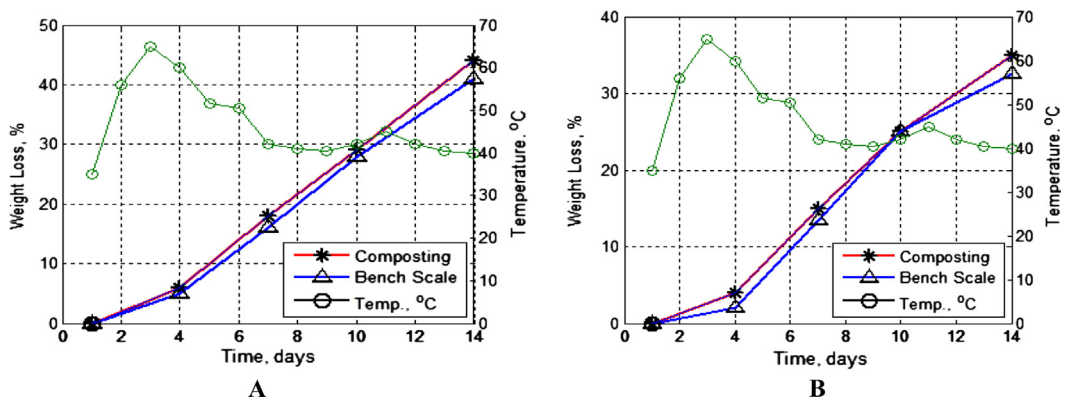 50
40
30
20
10
0
Weight Loss, %
70
60
50
40
30
20
10
0
Temperature, °C
0 2 4 6 8 10 12 14
Time, days
Composting
Bench Scale
Temp., °C
A
40
30
20
10
0
Weight Loss, %
70
60
50
40
30
20
10
0
Temperature, °C
0 2 4 6 8 10 12 14
Time, days
Composting
Bench Scale
Temp., °C
B